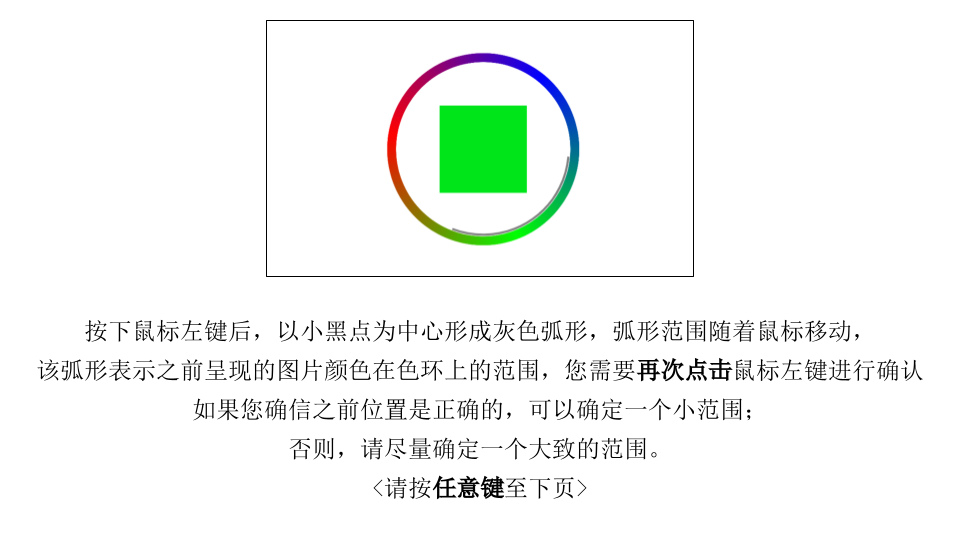 按下鼠标左键后，以小黑点为中心形成灰色弧形，弧形范围随着鼠标移动，
该弧形表示之前呈现的图片颜色在色环上的范围，您需要再次点击鼠标左键进行确认
如果您确信之前位置是正确的，可以确定一个小范围；
否则，请尽量确定一个大致的范围。
<请按任意键至下页>